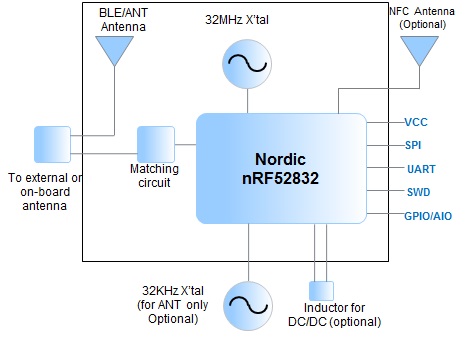 BLE/ANT
Antenna
32MHz X'tal
NFC Antenna
(Optional)
VCC
SPI
UART
SWD
GPIO/AIO
Nordic
nRF52832
Matching
circuit
To external or
on-board
antenna
32KHz X'tal
(for ANT only
Optional)
Inductor for
DC/DC (optional)